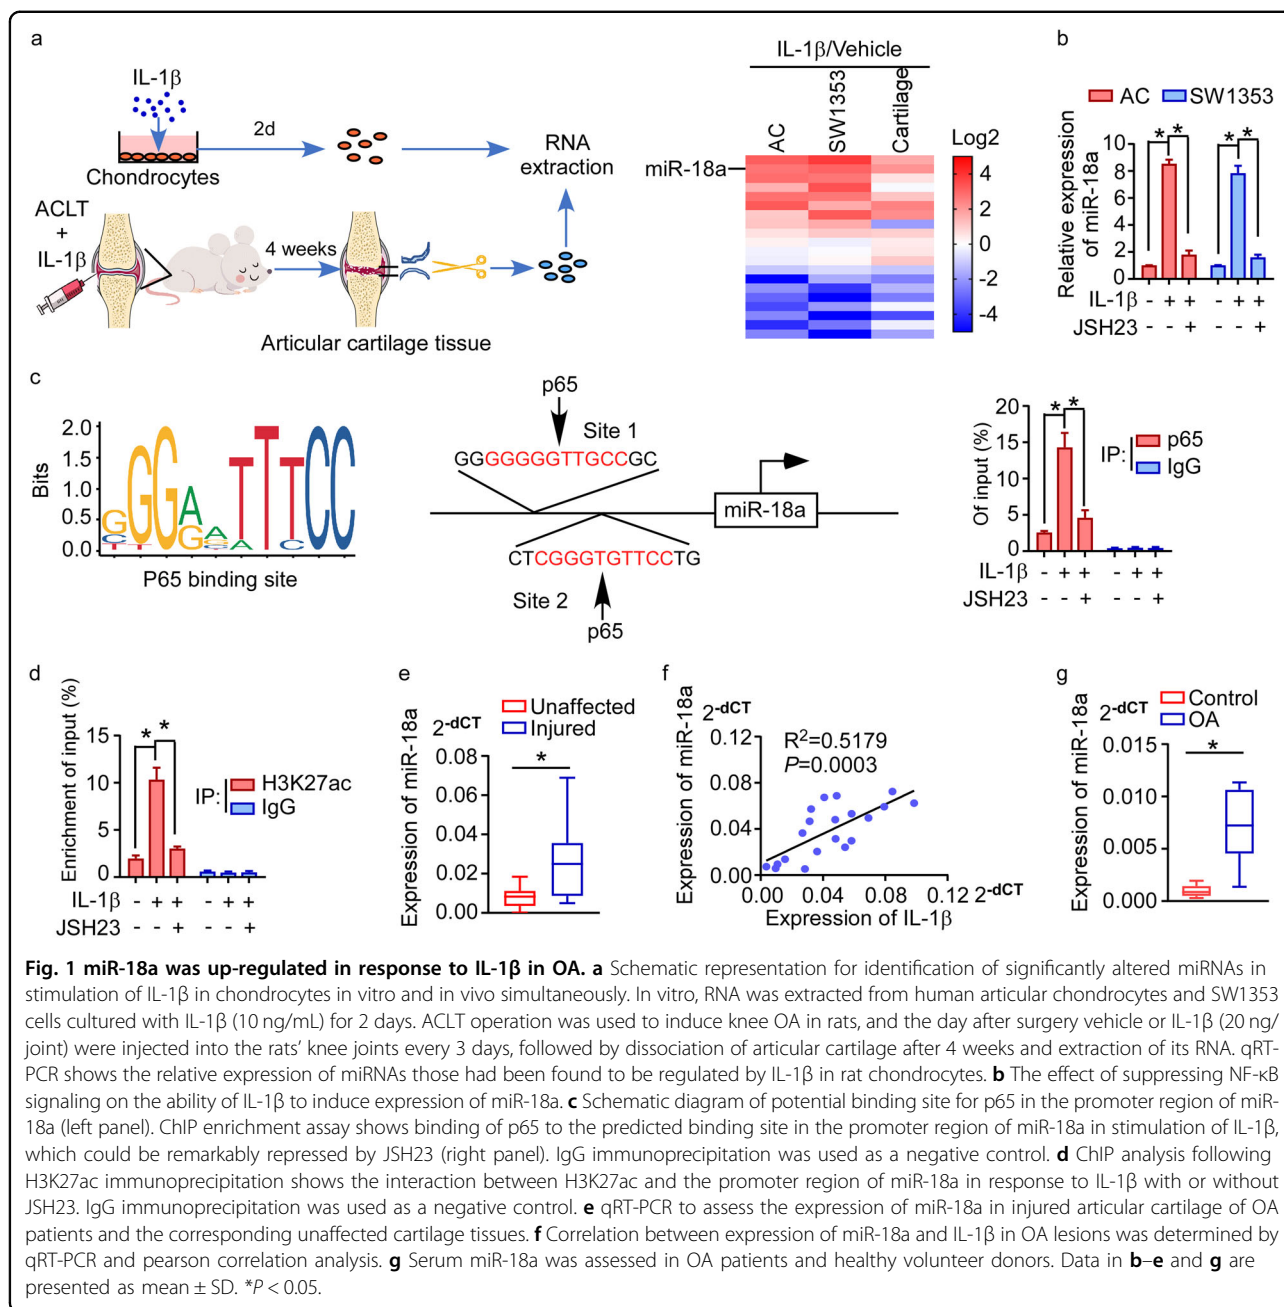 a
IL-1β
2d
Chondrocytes
RNA
extraction
ACLT
+
IL-1β
4 weeks
Articular cartilage tissue
IL-1β/Vehicle
AC
SW1353
Cartilage
miR-18a
Log2
4
2
0
-2
-4
b
AC SW1353
Relative expression
of miR-18a
10
8
6
4
2
0
* * * *
IL-1β - + + - + +
JSH23 - - + - - +
c
Bits
2.0
1.5
1.0
0.5
0.0
P65 binding site
p65
Site 1
GGGGGGGTTGCCGC
miR-18a
CTCGGGTGTTCCTG
Site 2
p65
Of input (%)
20
15
10
5
0
* *
IP:
p65
IgG
IL-1β - + + - + +
JSH23 - - + - - +
d
Enrichment of input (%)
15
10
5
0
* *
IP:
H3K27ac
IgG
IL-1β - + + - + +
JSH23 - - + - - +
e
Expression of miR-18a
2-dCT
Unaffected
Injured
0.08
0.06
0.04
0.02
0.00
*
f
Expression of miR-18a
2-dCT
0.12
0.08
0.04
0.00
R²=0.5179
P=0.0003
0.00 0.04 0.08 0.12 2-dCT
Expression of IL-1β
g
Expression of miR-18a
2-dCT
Control
OA
0.015
0.010
0.005
0.000
*
Fig. 1 miR-18a was up-regulated in response to IL-1β in OA. a Schematic representation for identification of significantly altered miRNAs in
stimulation of IL-1β in chondrocytes in vitro and in vivo simultaneously. In vitro, RNA was extracted from human articular chondrocytes and SW1353
cells cultured with IL-1β (10 ng/mL) for 2 days. ACLT operation was used to induce knee OA in rats, and the day after surgery vehicle or IL-1β (20 ng/
joint) were injected into the rats’ knee joints every 3 days, followed by dissociation of articular cartilage after 4 weeks and extraction of its RNA. qRT-
PCR shows the relative expression of miRNAs those had been found to be regulated by IL-1β in rat chondrocytes. b The effect of suppressing NF-κB
signaling on the ability of IL-1β to induce expression of miR-18a. c Schematic diagram of potential binding site for p65 in the promoter region of miR-
18a (left panel). ChIP enrichment assay shows binding of p65 to the predicted binding site in the promoter region of miR-18a in stimulation of IL-1β,
which could be remarkably repressed by JSH23 (right panel). IgG immunoprecipitation was used as a negative control. d ChIP analysis following
H3K27ac immunoprecipitation shows the interaction between H3K27ac and the promoter region of miR-18a in response to IL-1β with or without
JSH23. IgG immunoprecipitation was used as a negative control. e qRT-PCR to assess the expression of miR-18a in injured articular cartilage of OA
patients and the corresponding unaffected cartilage tissues. f Correlation between expression of miR-18a and IL-1β in OA lesions was determined by
qRT-PCR and pearson correlation analysis. g Serum miR-18a was assessed in OA patients and healthy volunteer donors. Data in b–e and g are
presented as mean ± SD. *P < 0.05.